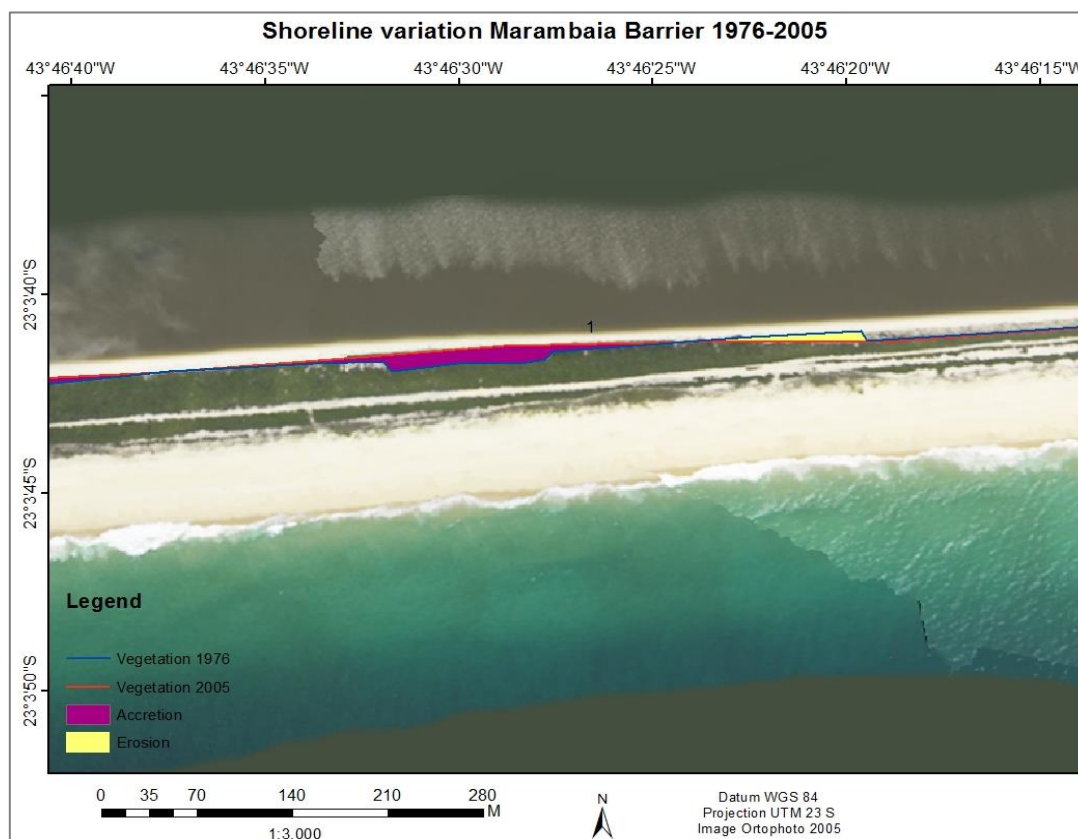 Shoreline variation Marambaia Barrier 1976-2005
43°46'40"W 43°46'35"W 43°46'30"W 43°46'25"W 43°46'20"W 43°46'15"W
23°3'40"S
1
23°3'45"S
Legend
Vegetation 1976
23°3'50"S
Vegetation 2005
Accretion
Erosion
0 35 70 140 210 280
M
1:3.000
N
Datum WGS 84
Projection UTM 23 S
Image Ortophoto 2005